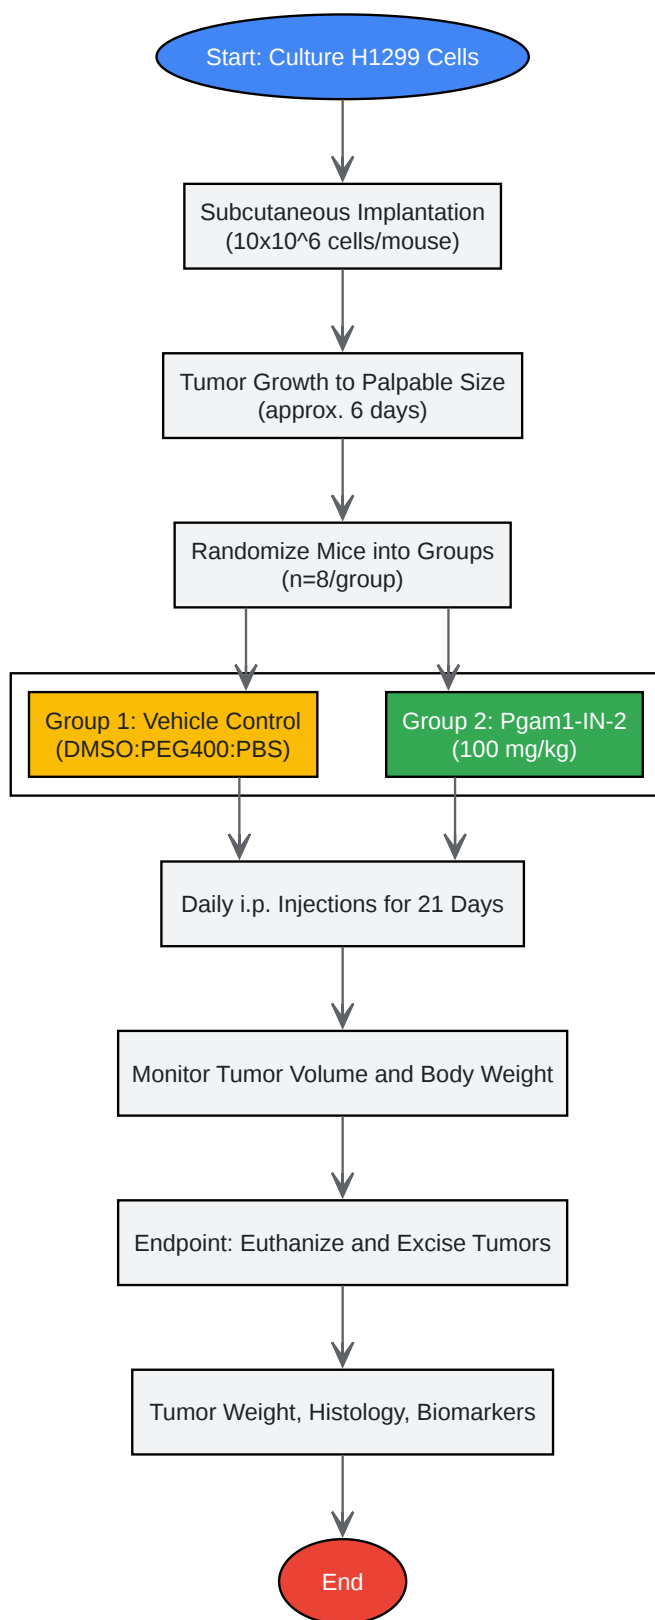 Start: Culture H1299 Cells
Subcutaneous Implantation
(10x10^6 cells/mouse)
Tumor Growth to Palpable Size
(approx. 6 days)
Randomize Mice into Groups
(n=8/group)
Group 1: Vehicle Control
(DMSO:PEG400:PBS)
Group 2: Pgam1-IN-2
(100 mg/kg)
Daily i.p. Injections for 21 Days
Monitor Tumor Volume and Body Weight
Endpoint: Euthanize and Excise Tumors
Tumor Weight, Histology, Biomarkers
End